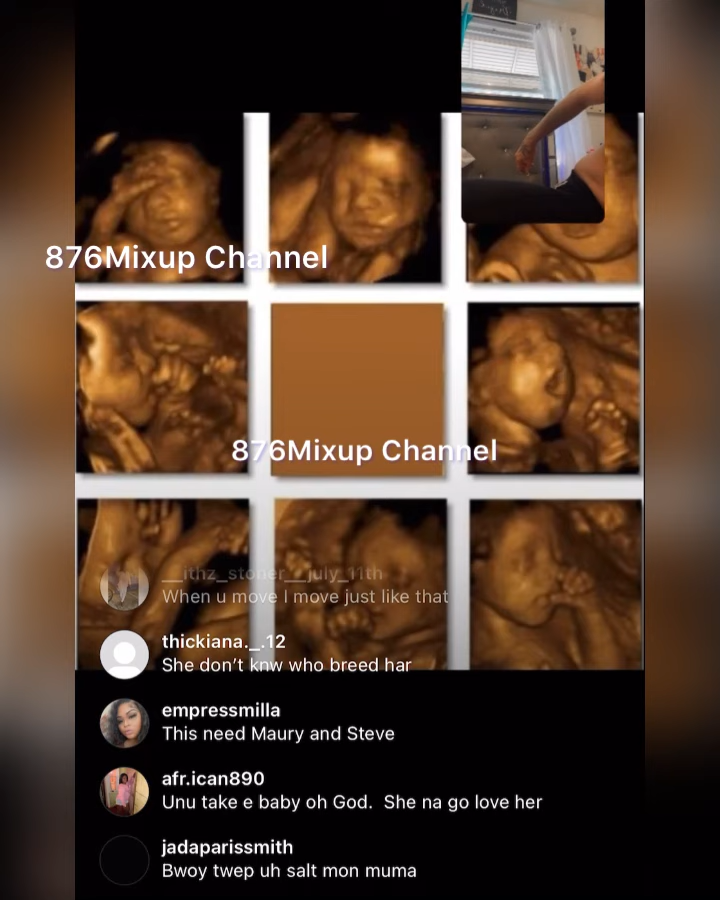 876Mixup Channel
876Mixup Channel
__ithz_stoner__july_11th
When u move I move just like that
thickiana._.12
She don’t knw who breed har
empressmilla
This need Maury and Steve
afr.ican890
Unu take e baby oh God.  She na go love her
jadaparissmith
Bwoy twep uh salt mon muma